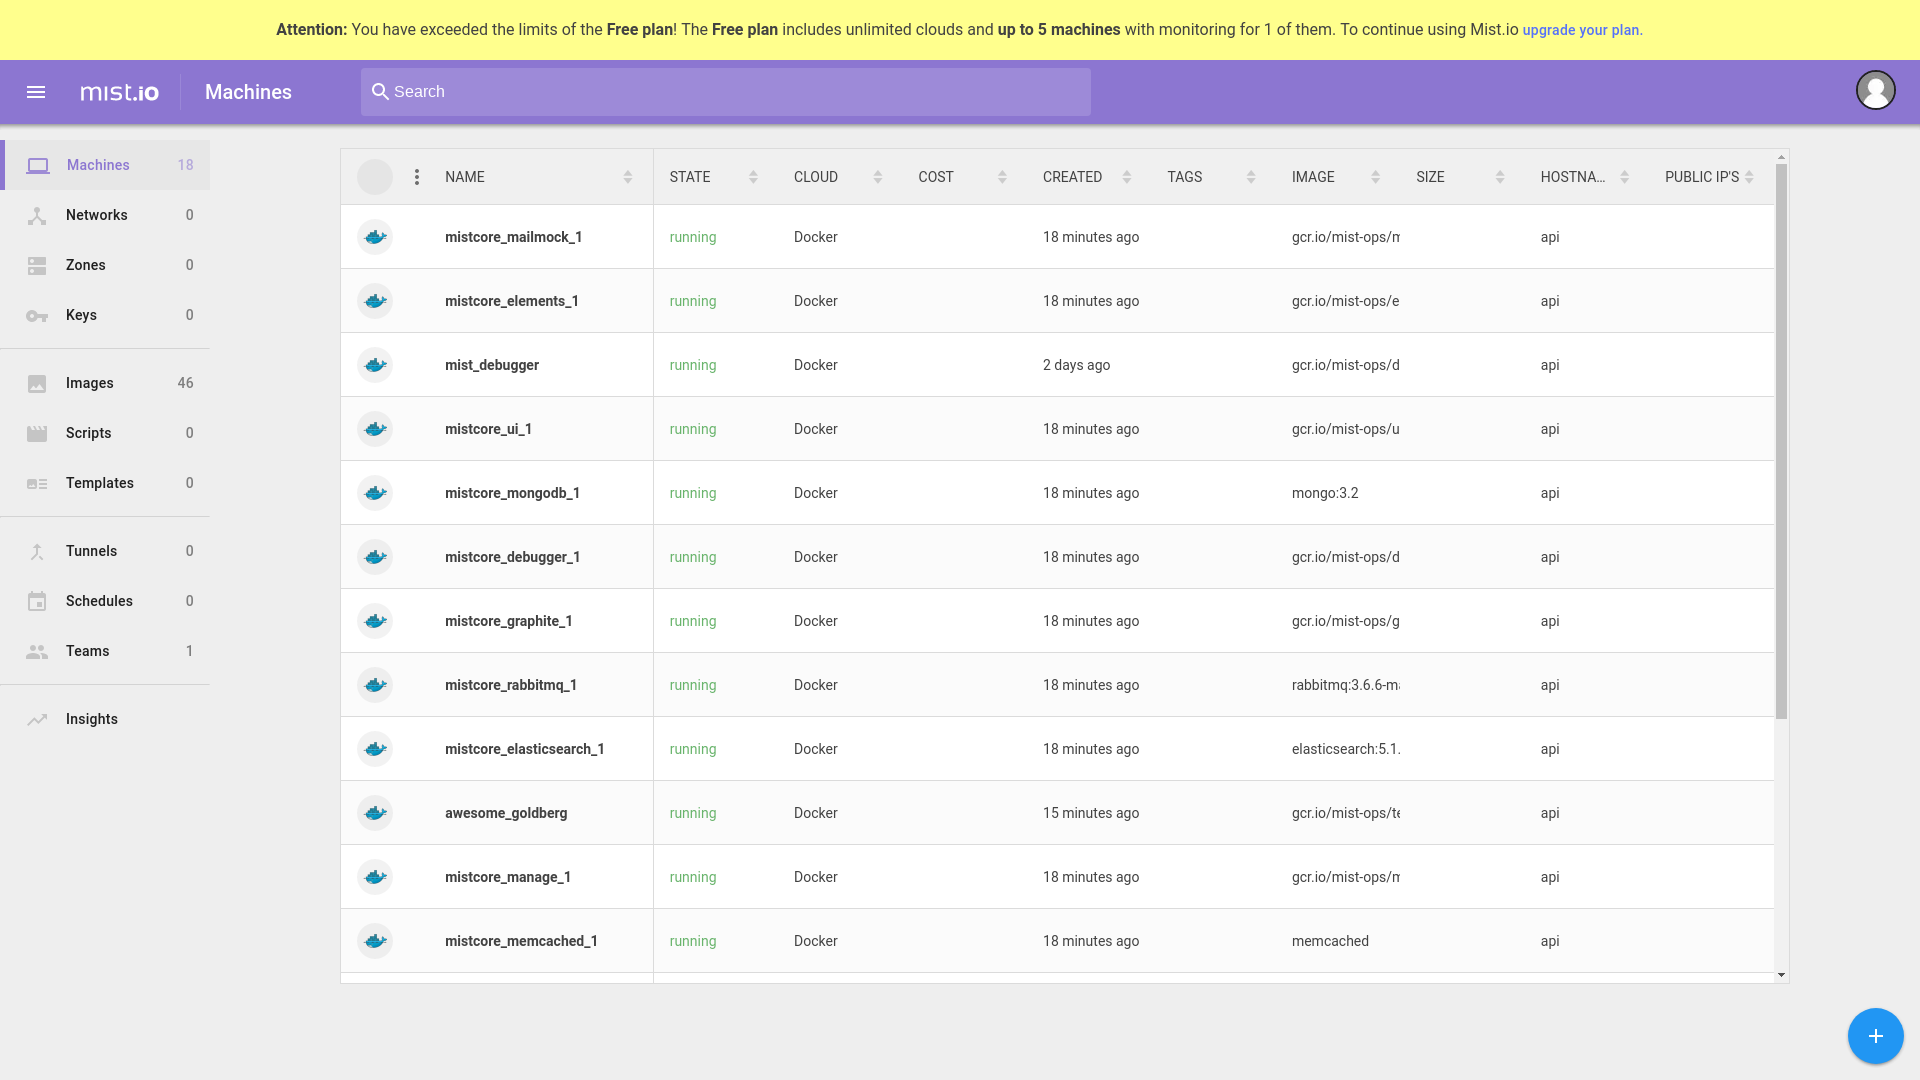 Attention: You have exceeded the limits of the Free plan! The Free plan includes unlimited clouds and up to 5 machines with monitoring for 1 of them. To continue using Mist.io upgrade your plan.
mist.io Machines Search
Machines 18
Networks 0
Zones 0
Keys 0
Images 46
Scripts 0
Templates 0
Tunnels 0
Schedules 0
Teams 1
Insights
NAME STATE CLOUD COST CREATED TAGS IMAGE SIZE HOSTNA... PUBLIC IP'S
mistcore_mailmock_1 running Docker 18 minutes ago gcr.io/mist-ops/m api
mistcore_elements_1 running Docker 18 minutes ago gcr.io/mist-ops/e api
mist_debugger running Docker 2 days ago gcr.io/mist-ops/d api
mistcore_ui_1 running Docker 18 minutes ago gcr.io/mist-ops/u api
mistcore_mongodb_1 running Docker 18 minutes ago mongo:3.2 api
mistcore_debugger_1 running Docker 18 minutes ago gcr.io/mist-ops/d api
mistcore_graphite_1 running Docker 18 minutes ago gcr.io/mist-ops/g api
mistcore_rabbitmq_1 running Docker 18 minutes ago rabbitmq:3.6.6-ma api
mistcore_elasticsearch_1 running Docker 18 minutes ago elasticsearch:5.1. api
awesome_goldberg running Docker 15 minutes ago gcr.io/mist-ops/te api
mistcore_manage_1 running Docker 18 minutes ago gcr.io/mist-ops/m api
mistcore_memcached_1 running Docker 18 minutes ago memcached api